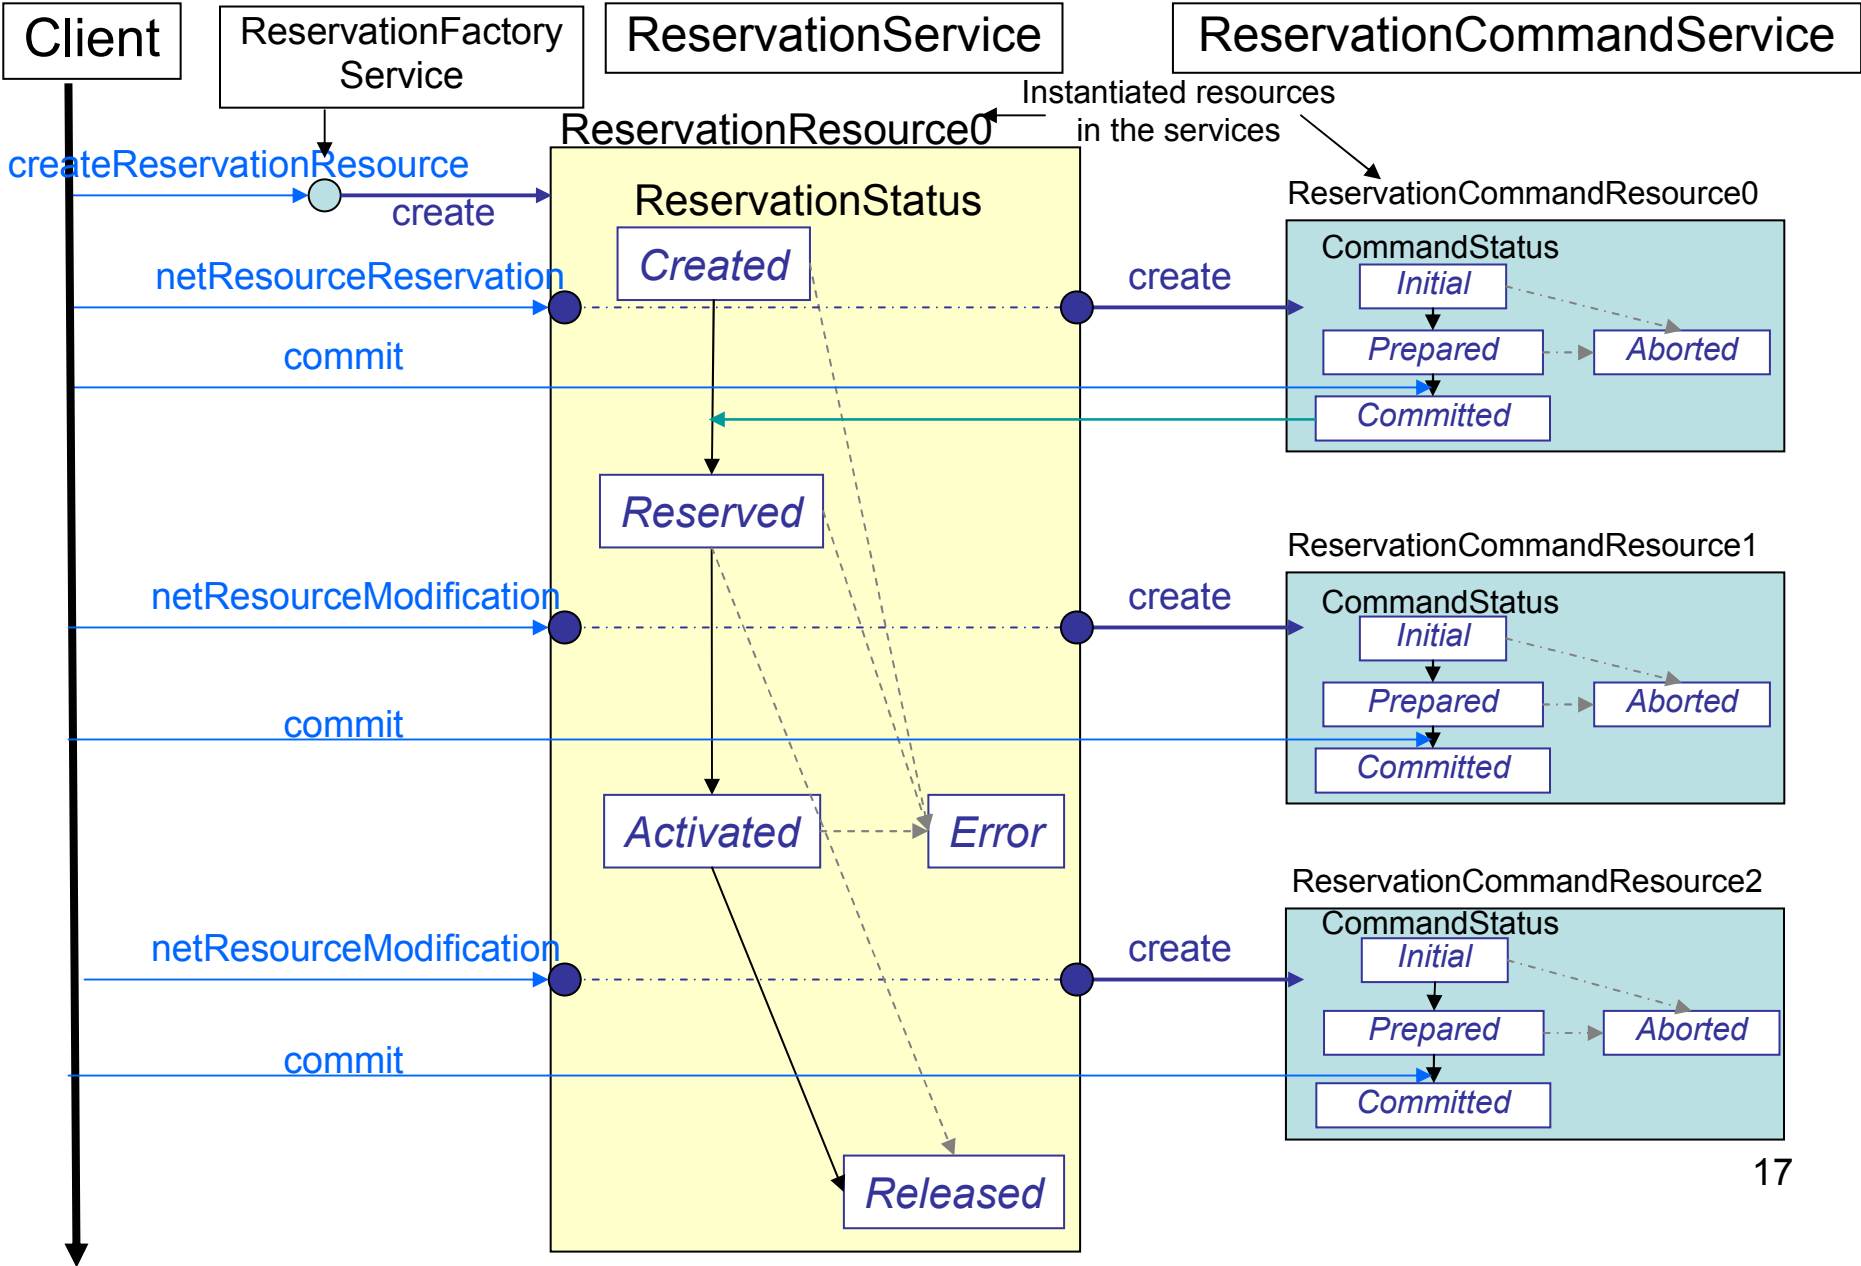 Client
ReservationFactory
Service
ReservationService
ReservationCommandService
Instantiated resources
in the services
ReservationResource0
createReservationResource
create
ReservationStatus
Created
Reserved
Activated
Error
Released
netResourceReservation
create
commit
ReservationCommandResource0
CommandStatus
Initial
Prepared
Aborted
Committed
netResourceModification
create
commit
ReservationCommandResource1
CommandStatus
Initial
Prepared
Aborted
Committed
netResourceModification
create
commit
ReservationCommandResource2
CommandStatus
Initial
Prepared
Aborted
Committed
17